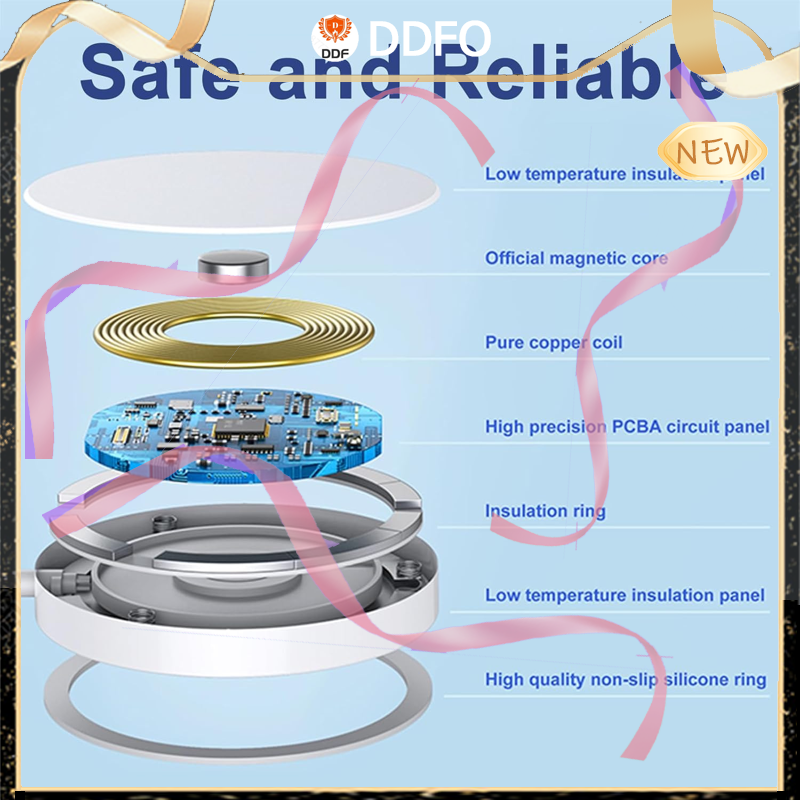 DDFO
D
DDF
Safe and Reliable
NEW
Low temperature insulation panel
Official magnetic core
Pure copper coil
High precision PCBA circuit panel
Insulation ring
Low temperature insulation panel
High quality non-slip silicone ring